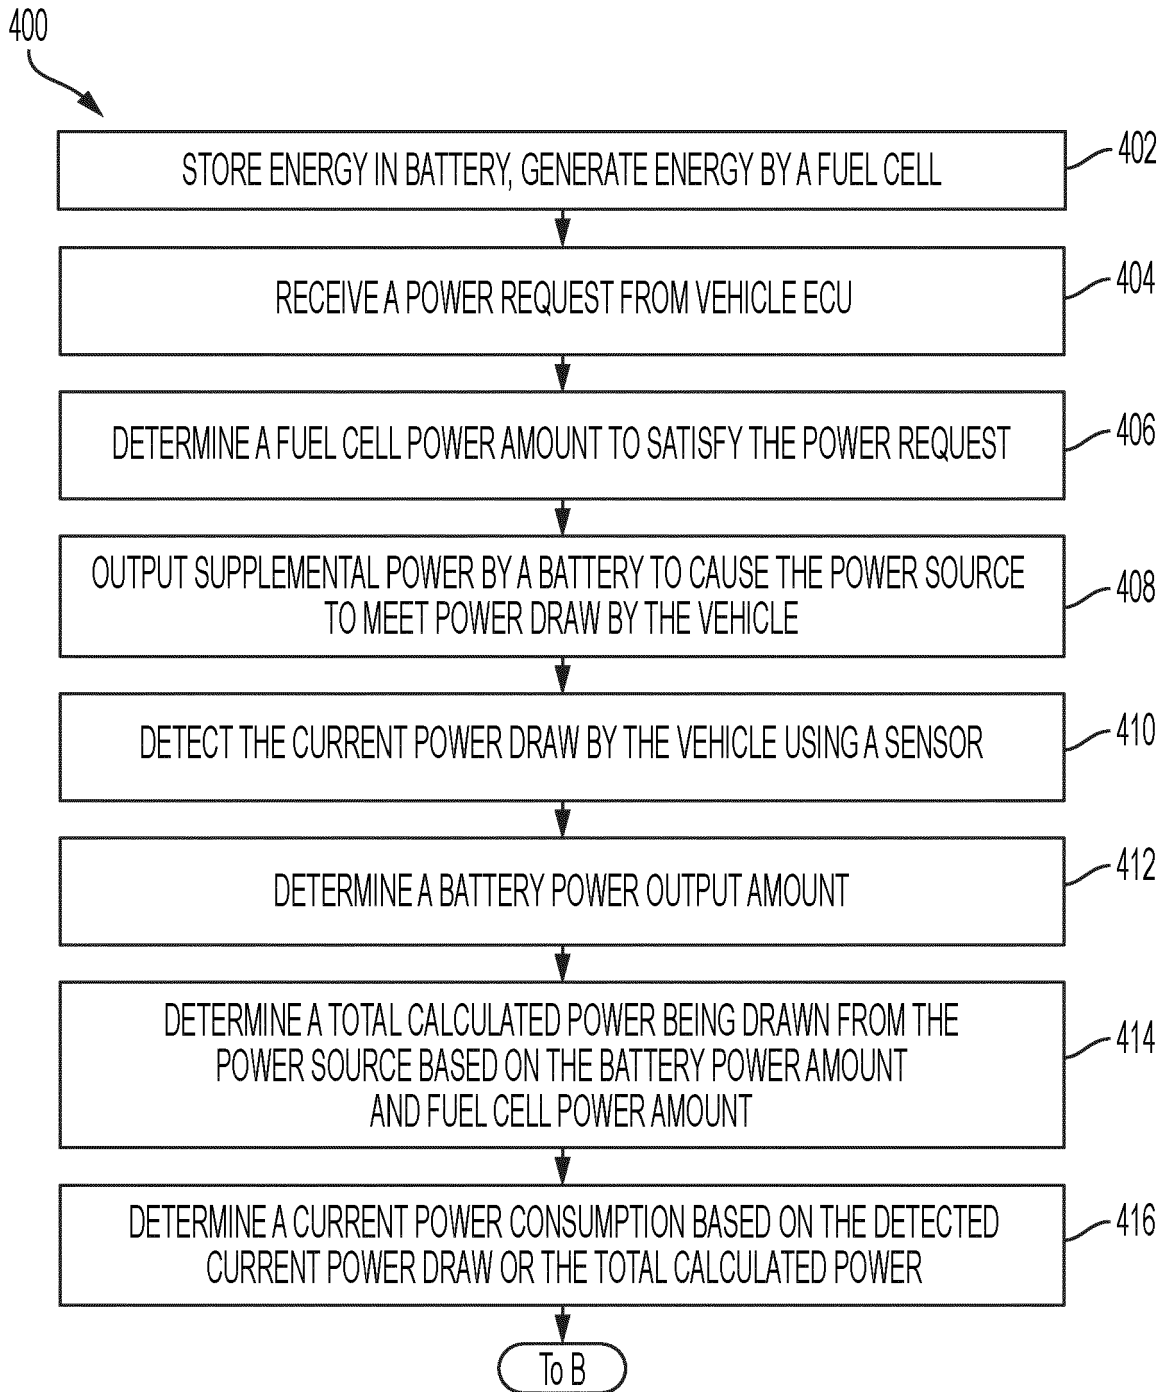 400
STORE ENERGY IN BATTERY, GENERATE ENERGY BY A FUEL CELL
402
RECEIVE A POWER REQUEST FROM VEHICLE ECU
404
DETERMINE A FUEL CELL POWER AMOUNT TO SATISFY THE POWER REQUEST
406
OUTPUT SUPPLEMENTAL POWER BY A BATTERY TO CAUSE THE POWER SOURCE
TO MEET POWER DRAW BY THE VEHICLE
408
DETECT THE CURRENT POWER DRAW BY THE VEHICLE USING A SENSOR
410
DETERMINE A BATTERY POWER OUTPUT AMOUNT
412
DETERMINE A TOTAL CALCULATED POWER BEING DRAWN FROM THE
POWER SOURCE BASED ON THE BATTERY POWER AMOUNT
AND FUEL CELL POWER AMOUNT
414
DETERMINE A CURRENT POWER CONSUMPTION BASED ON THE DETECTED
CURRENT POWER DRAW OR THE TOTAL CALCULATED POWER
416
To B